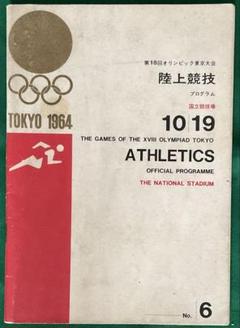 第18回オリンピック東京大会
陸上競技
プログラム
国立競技場
10 19
THE GAMES OF THE XVIII OLYMPIAD TOKYO
ATHLETICS
OFFICIAL PROGRAMME
THE NATIONAL STADIUM
TOKYO 1964
No. 6